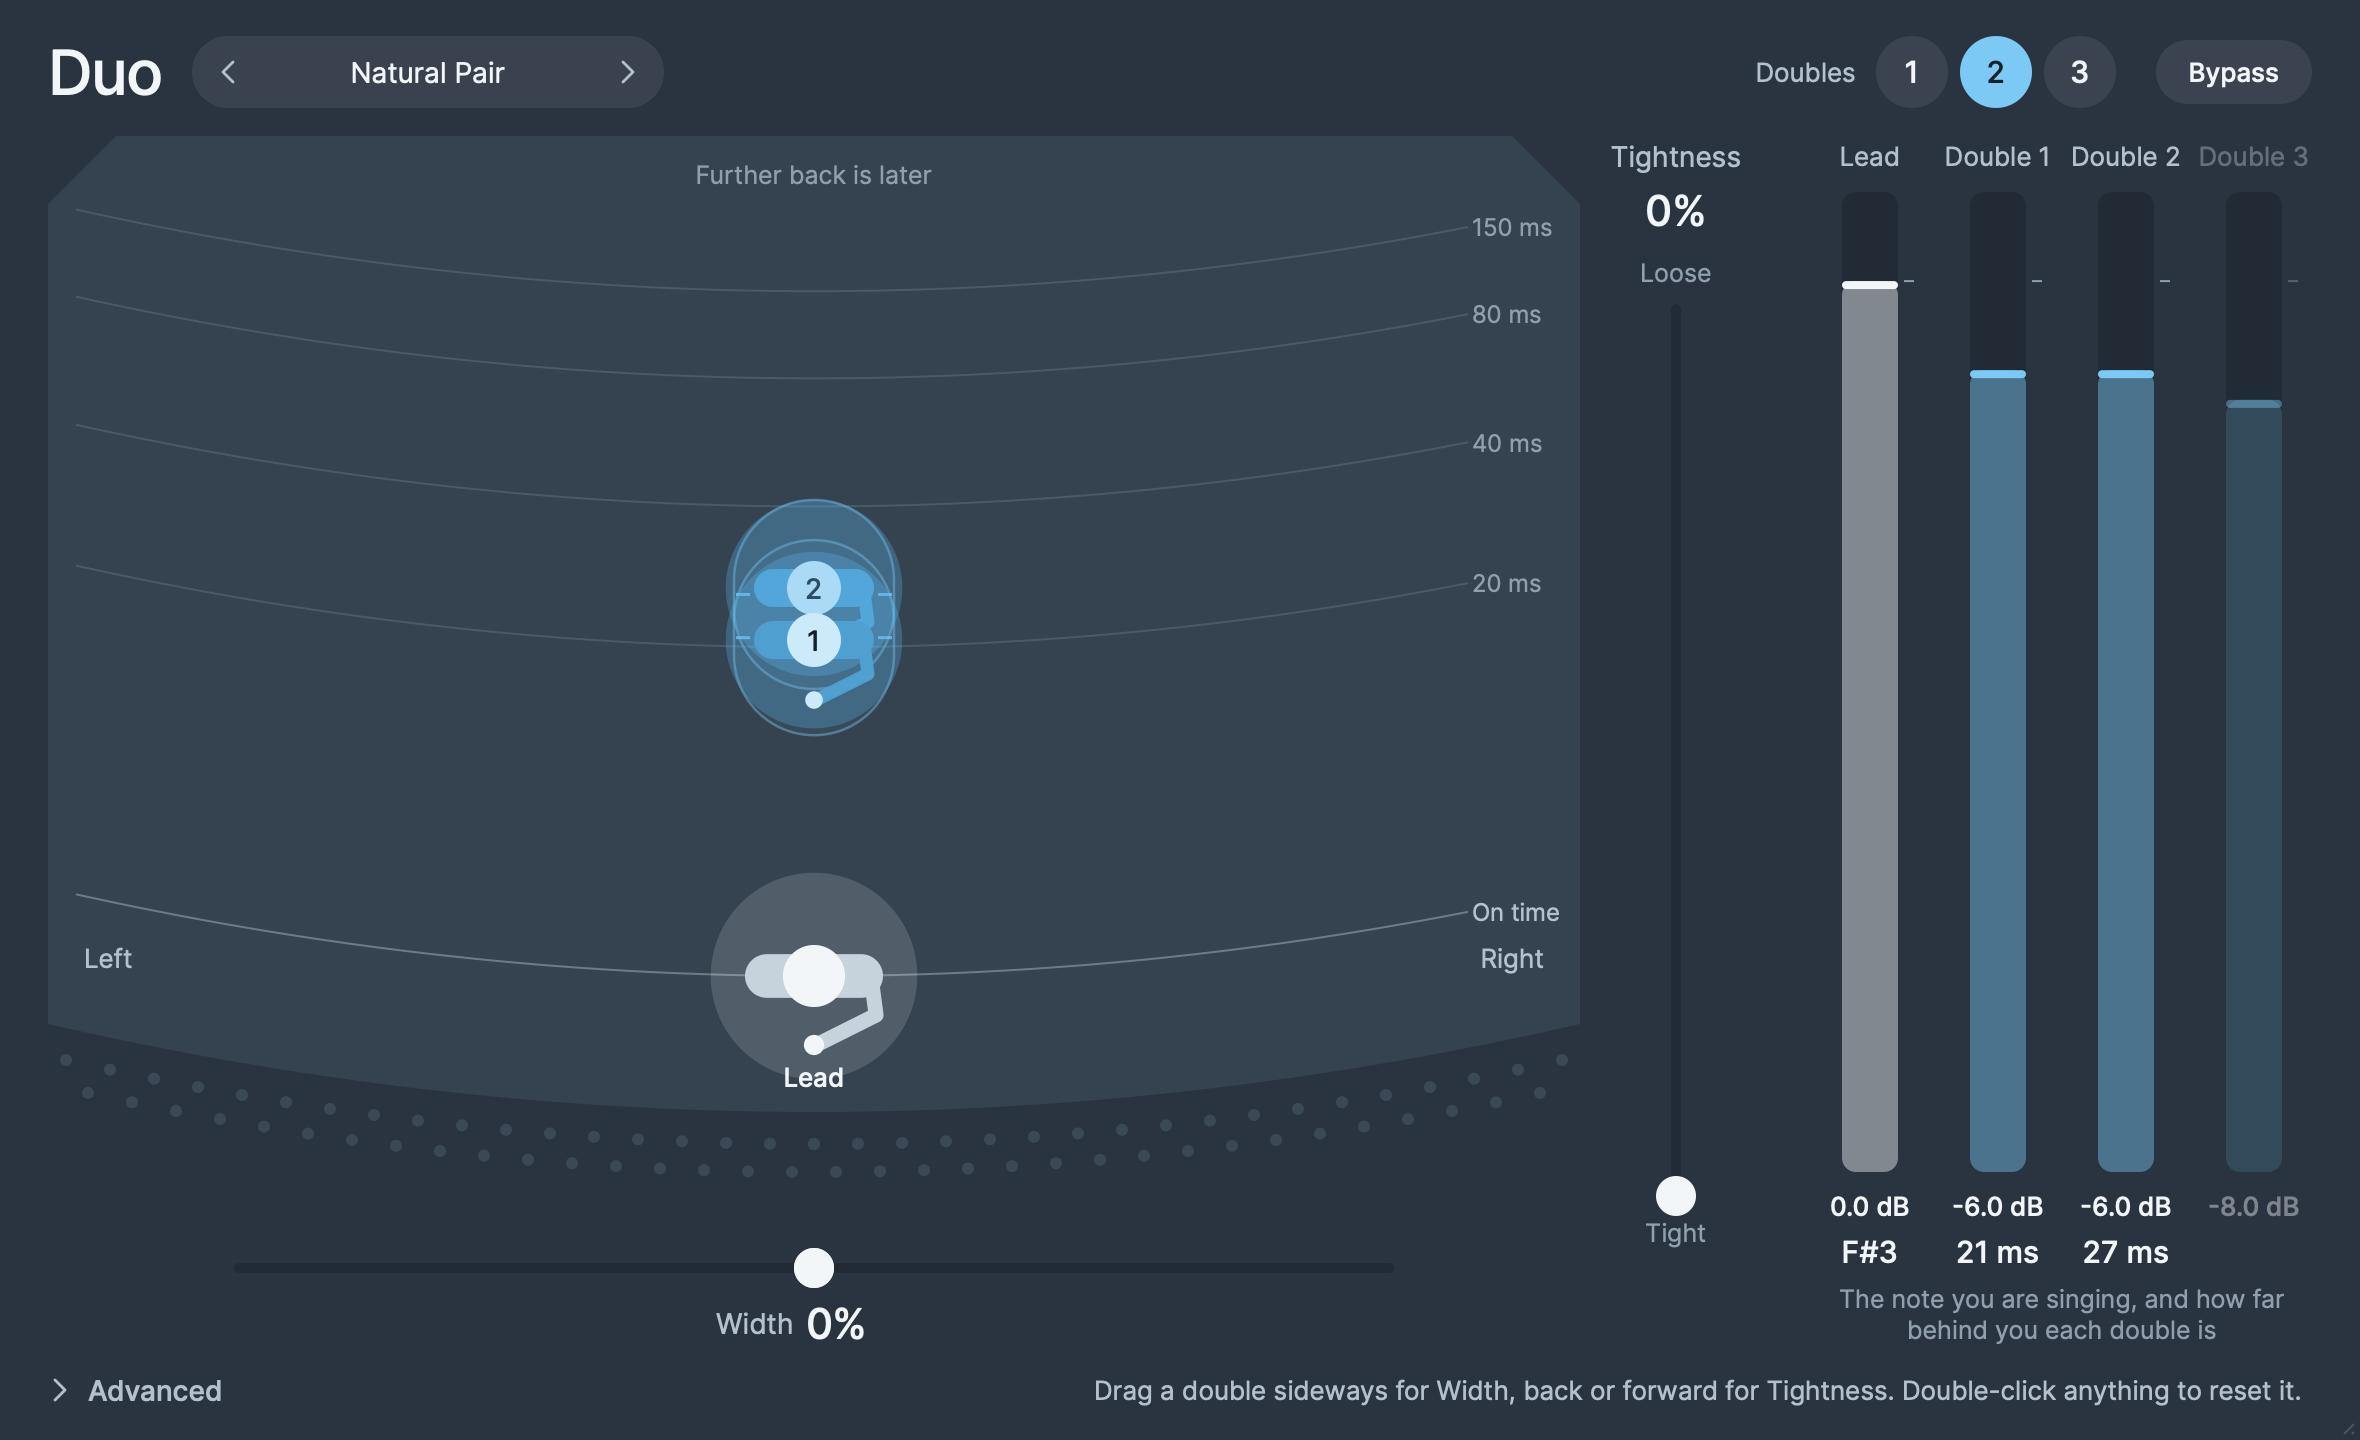 Duo
Natural Pair
Doubles 1 2 3 Bypass
Further back is later
150 ms
80 ms
40 ms
20 ms
2
1
On time
Left
Right
Lead
Width 0%
Tightness
0%
Loose
Tight
Lead Double 1 Double 2 Double 3
0.0 dB -6.0 dB -6.0 dB -8.0 dB
F#3 21 ms 27 ms
The note you are singing, and how far
behind you each double is
Advanced
Drag a double sideways for Width, back or forward for Tightness. Double-click anything to reset it.